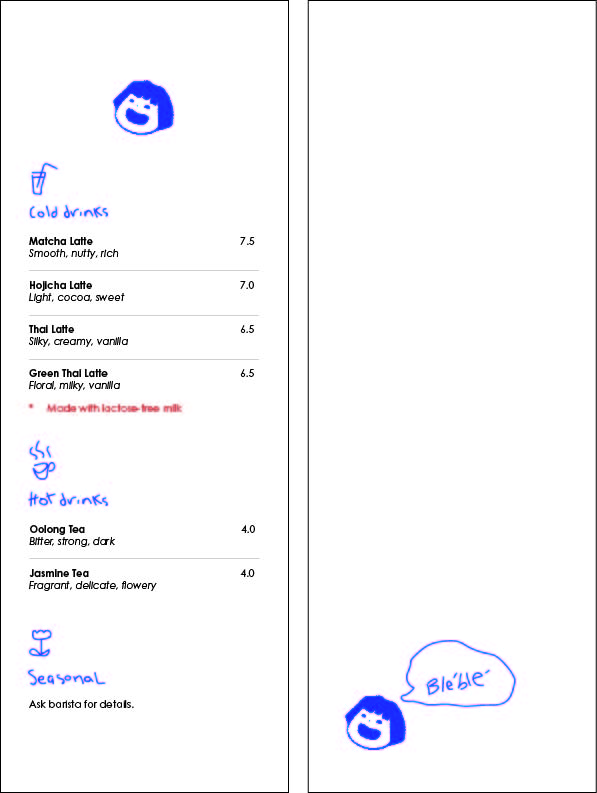 Cold drinks
Matcha Latte 7.5
Smooth, nutty, rich
Hojicha Latte 7.0
Light, cocoa, sweet
Thai Latte 6.5
Silky, creamy, vanilla
Green Thai Latte 6.5
Floral, milky, vanilla
* Made with lactose-free milk
Hot drinks
Oolong Tea 4.0
Bitter, strong, dark
Jasmine Tea 4.0
Fragrant, delicate, flowery
Seasonal
Ask barista for details.
Blé'blé